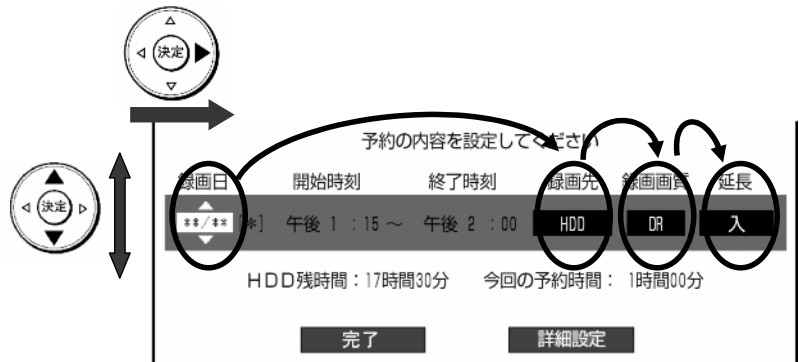 決定
予約の内容を設定してください
録画日 開始時刻 終了時刻 録画先 録画画質 延長
決定
**/** [*] 午後 1 : 15 ~ 午後 2 : 00 HDD DR 入
HDD残時間：17時間30分 今回の予約時間： 1時間00分
完了 詳細設定